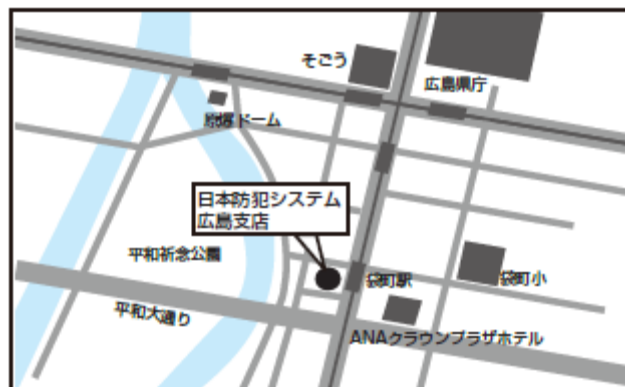 そごう
広島県庁
原爆ドーム
日本防犯システム
広島支店
平和祈念公園
袋町駅
袋町小
平和大通り
ANAクラウンプラザホテル